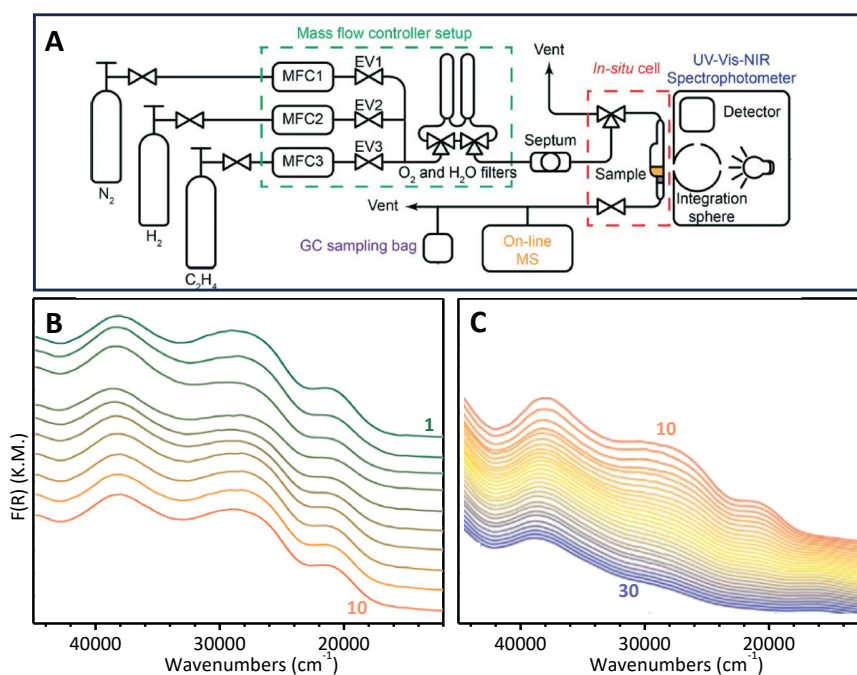 A
Mass flow controller setup
Vent
In-situ cell
UV-Vis-NIR
Spectrophotometer
MFC1
EV1
MFC2
EV2
MFC3
EV3
Detector
Septum
O₂ and H₂O filters
Sample
Integration
sphere
N₂
H₂
C₂H₄
Vent
GC sampling bag
On-line
MS
B
1
10
F(R) (K.M.)
40000
30000
20000
Wavenumbers (cm⁻¹)
C
10
30
40000
30000
20000
Wavenumbers (cm⁻¹)